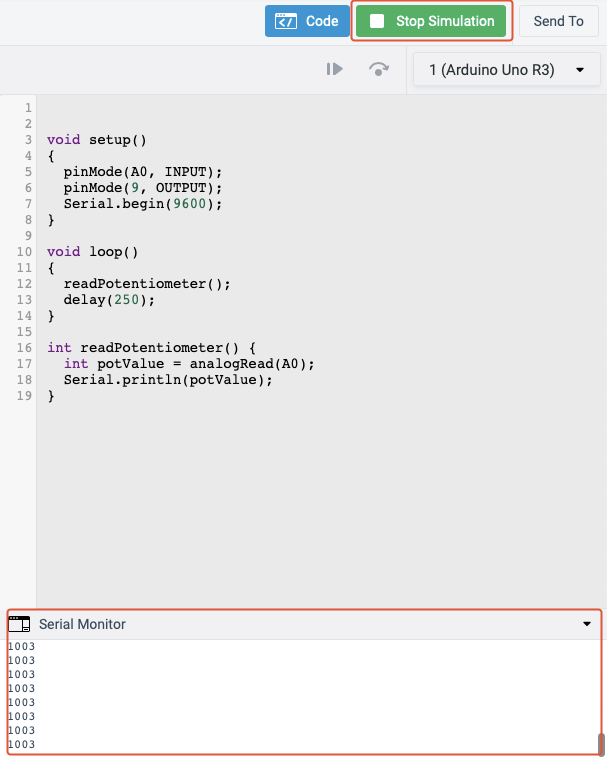 Code
Stop Simulation
Send To
1 (Arduino Uno R3)
1
2
3 void setup()
4 {
5   pinMode(A0, INPUT);
6   pinMode(9, OUTPUT);
7   Serial.begin(9600);
8 }
9
10 void loop()
11 {
12   readPotentiometer();
13   delay(250);
14 }
15
16 int readPotentiometer() {
17   int potValue = analogRead(A0);
18   Serial.println(potValue);
19 }
Serial Monitor
1003
1003
1003
1003
1003
1003
1003
1003